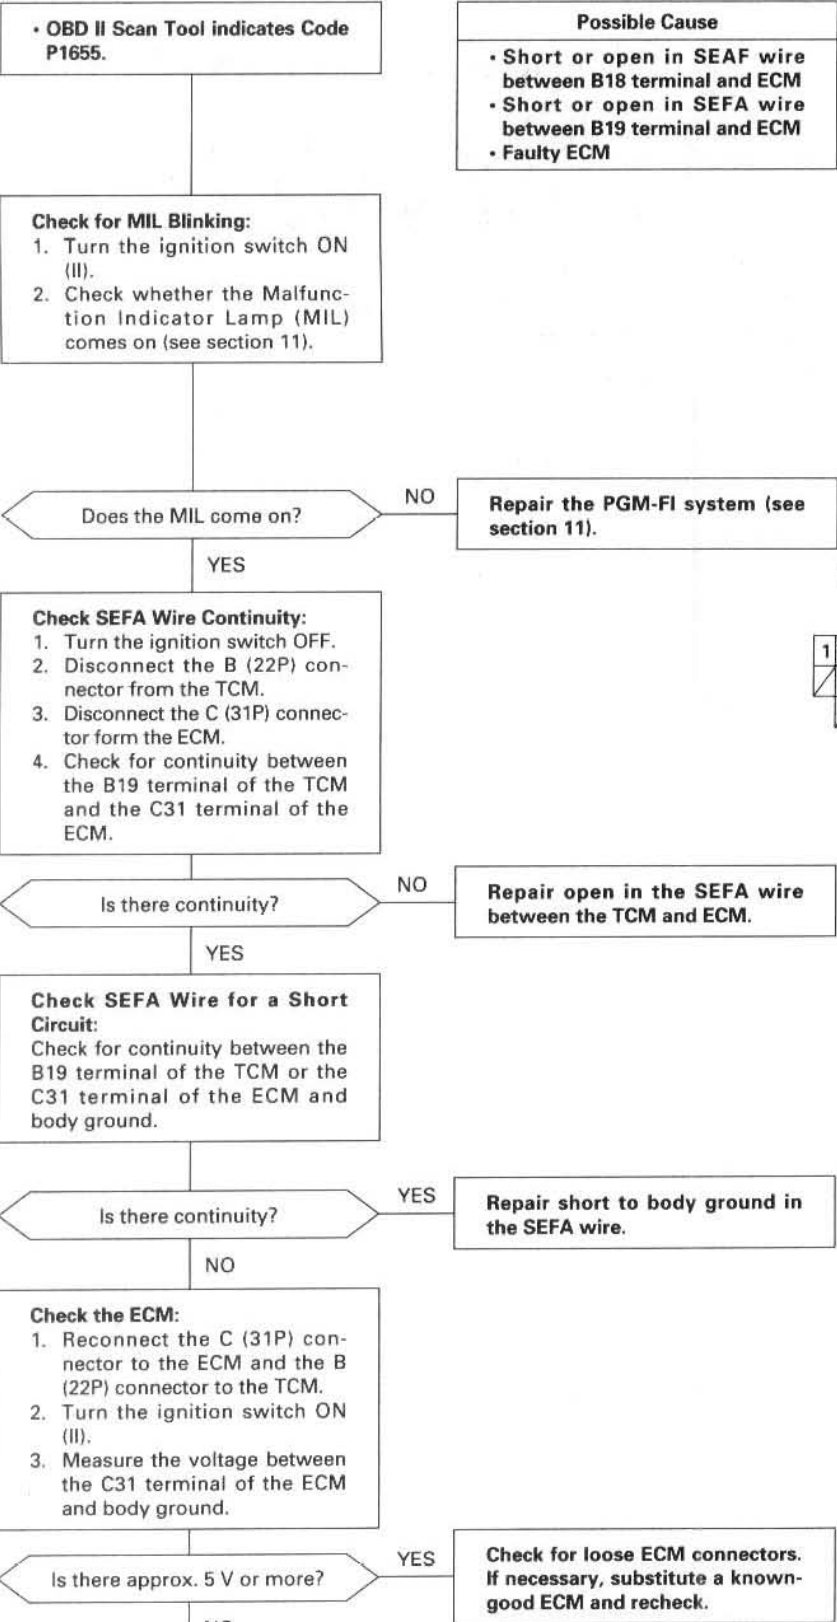 • OBD II Scan Tool indicates Code
P1655.
Possible Cause
• Short or open in SEAF wire
between B18 terminal and ECM
• Short or open in SEFA wire
between B19 terminal and ECM
• Faulty ECM
Check for MIL Blinking:
1. Turn the ignition switch ON
(II).
2. Check whether the Malfunc-
tion Indicator Lamp (MIL)
comes on (see section 11).
Does the MIL come on?
NO
Repair the PGM-FI system (see
section 11).
YES
Check SEFA Wire Continuity:
1. Turn the ignition switch OFF.
2. Disconnect the B (22P) con-
nector from the TCM.
3. Disconnect the C (31P) connec-
tor form the ECM.
4. Check for continuity between
the B19 terminal of the TCM
and the C31 terminal of the
ECM.
1
Is there continuity?
NO
Repair open in the SEFA wire
between the TCM and ECM.
YES
Check SEFA Wire for a Short
Circuit:
Check for continuity between the
B19 terminal of the TCM or the
C31 terminal of the ECM and
body ground.
Is there continuity?
YES
Repair short to body ground in
the SEFA wire.
NO
Check the ECM:
1. Reconnect the C (31P) con-
nector to the ECM and the B
(22P) connector to the TCM.
2. Turn the ignition switch ON
(II).
3. Measure the voltage between
the C31 terminal of the ECM
and body ground.
Is there approx. 5 V or more?
YES
Check for loose ECM connectors.
If necessary, substitute a known-
good ECM and recheck.